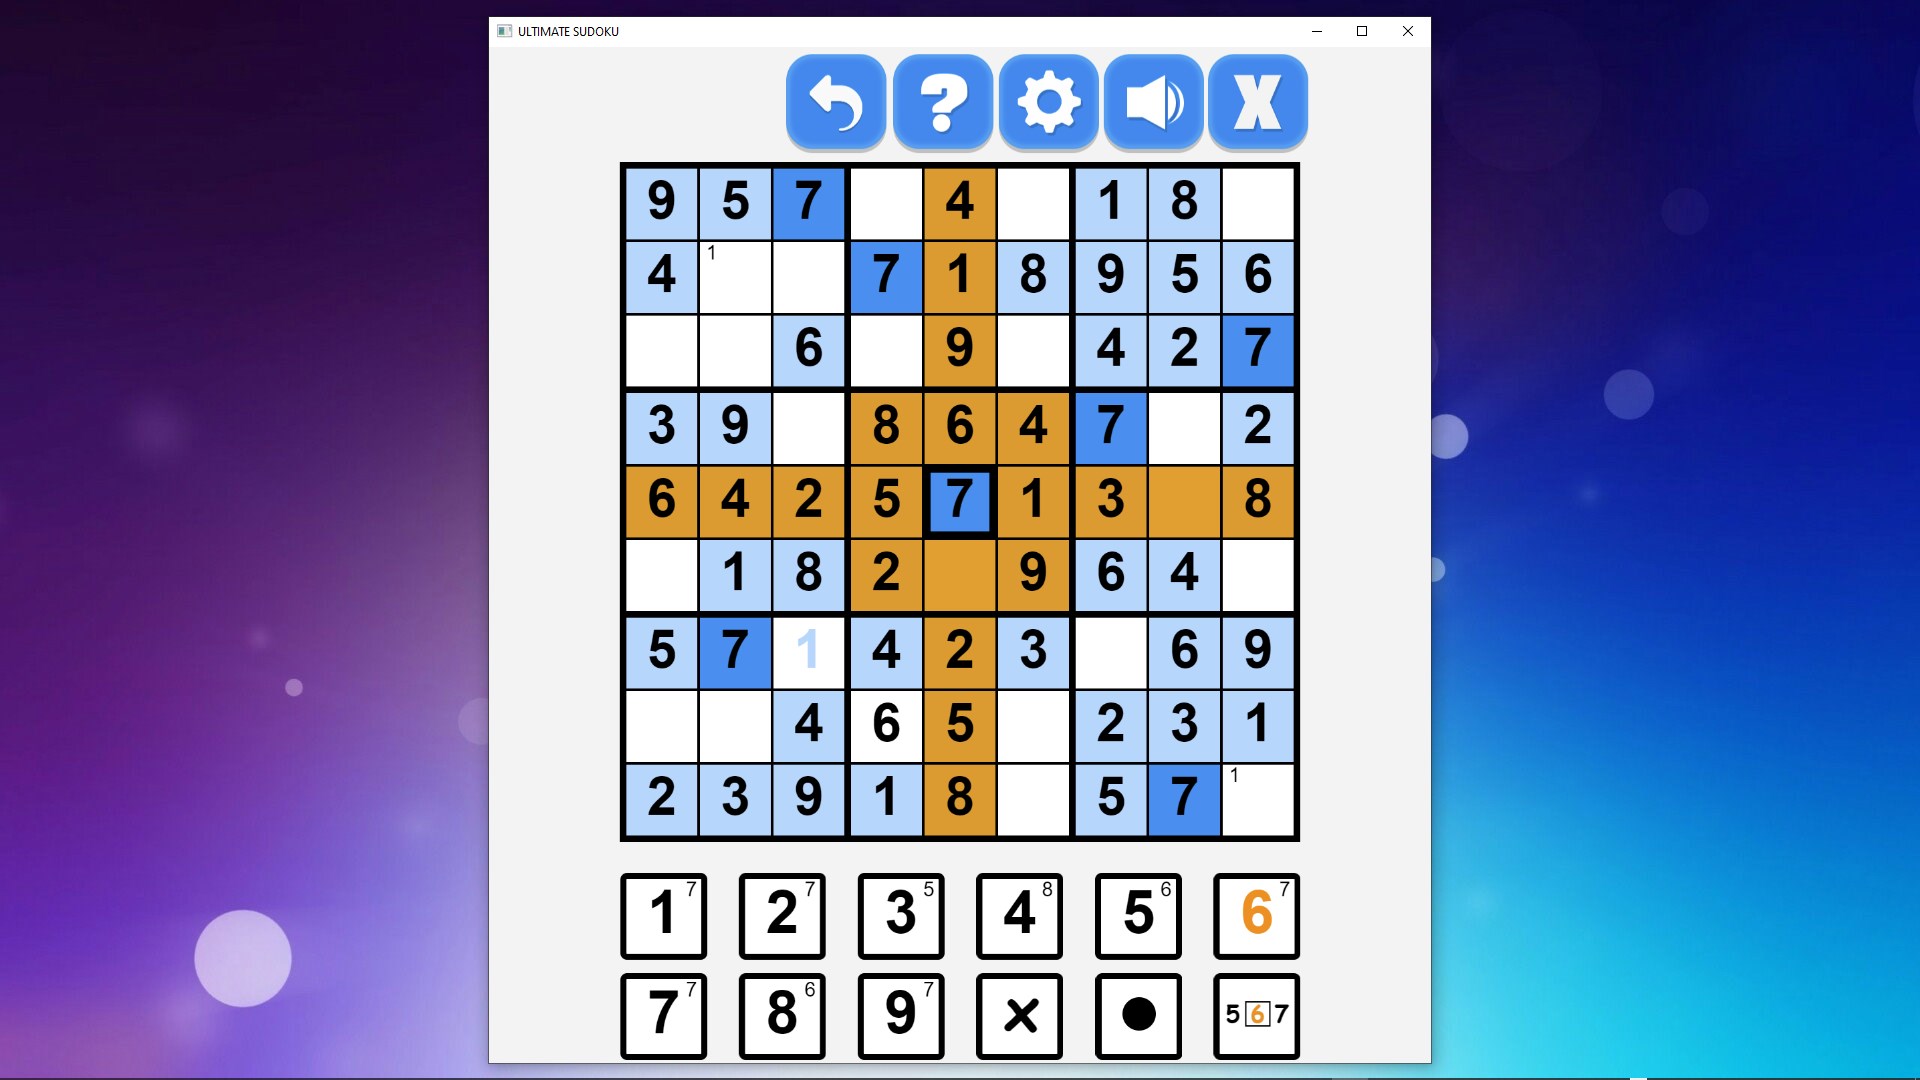 ULTIMATE SUDOKU
9 5 7 4 1 8
4 1 7 1 8 9 5 6
6 9 4 2 7
3 9 8 6 4 7 2
6 4 2 5 7 1 3 8
1 8 2 9 6 4
5 7 1 4 2 3 6 9
4 6 5 2 3 1
2 3 9 1 8 5 7 1
1 7 2 7 3 5 4 8 5 6 6 7
7 7 8 6 9 7 5 6 7